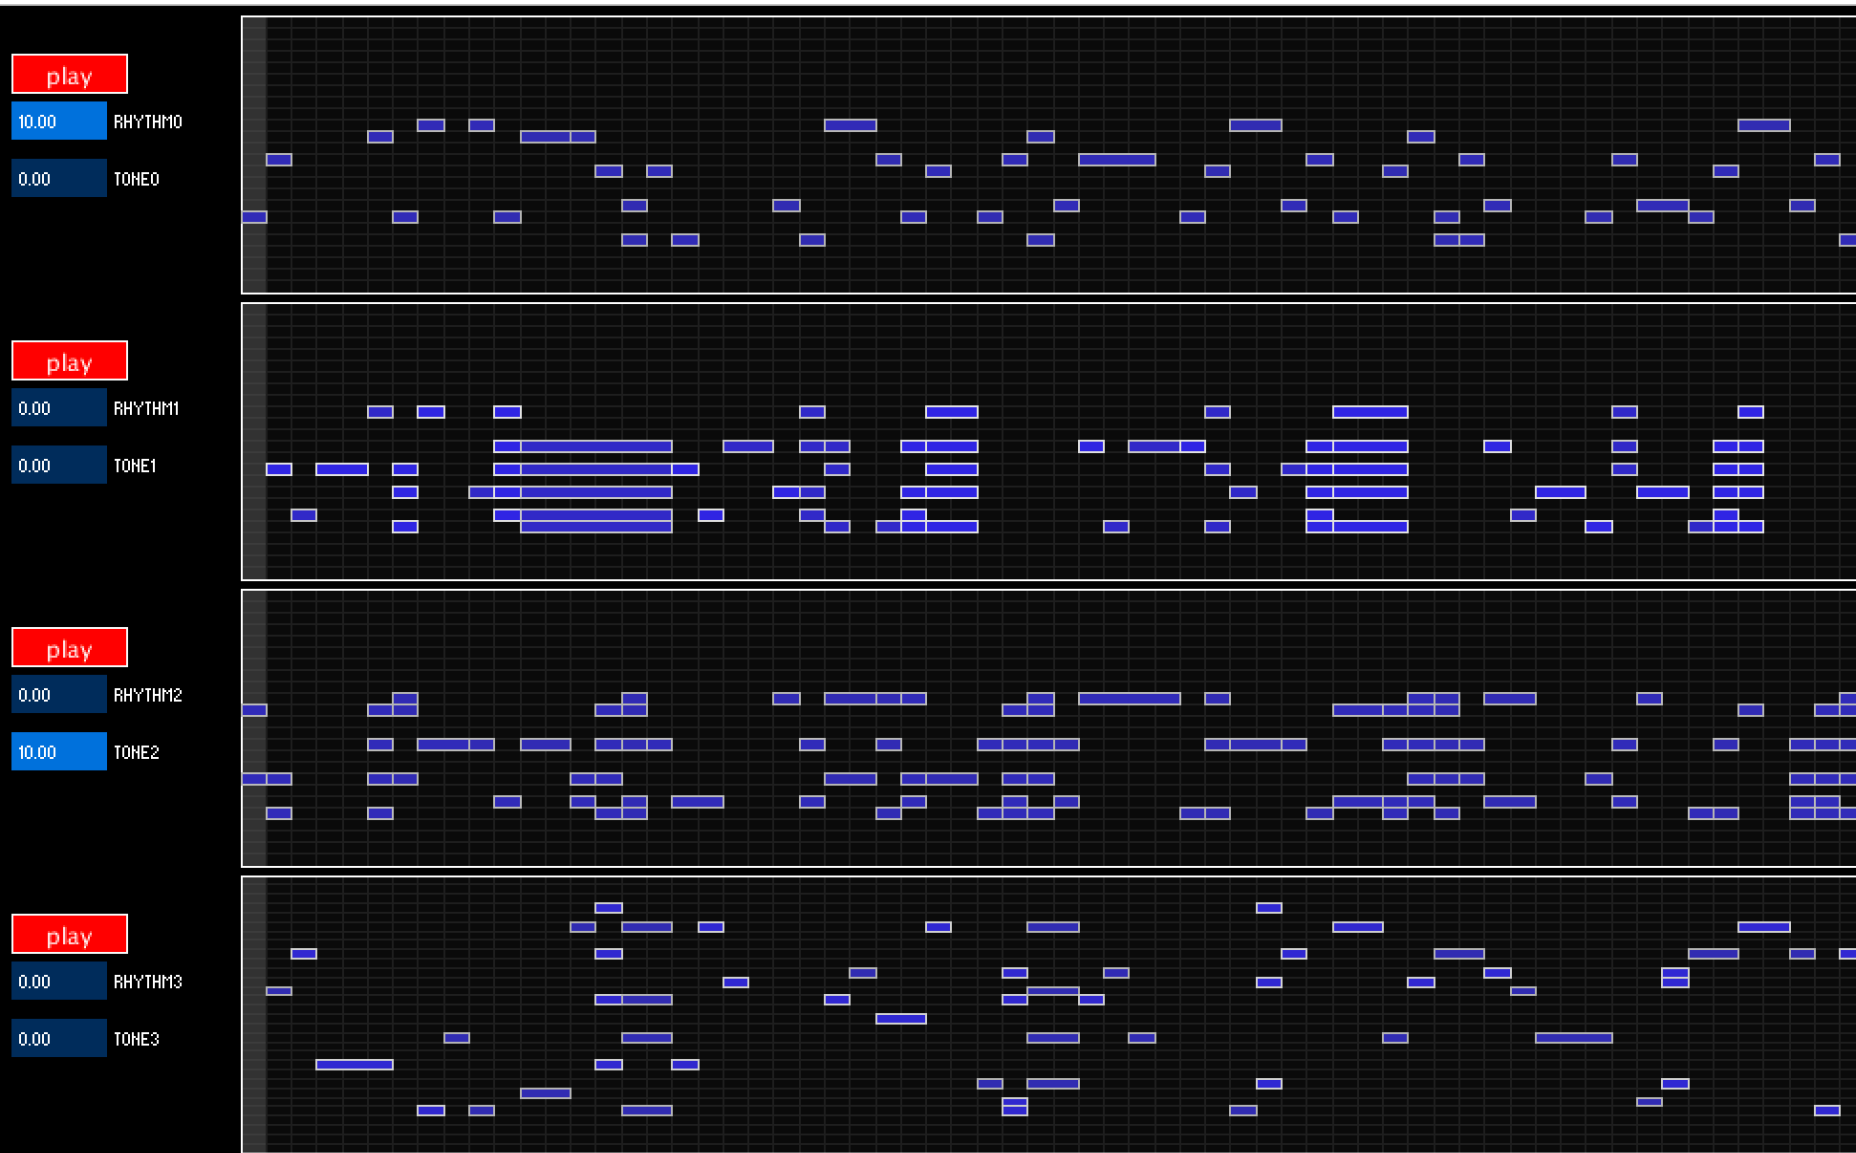 play
10.00 RHYTHM0
0.00 TONE0
play
0.00 RHYTHM1
0.00 TONE1
play
0.00 RHYTHM2
10.00 TONE2
play
0.00 RHYTHM3
0.00 TONE3